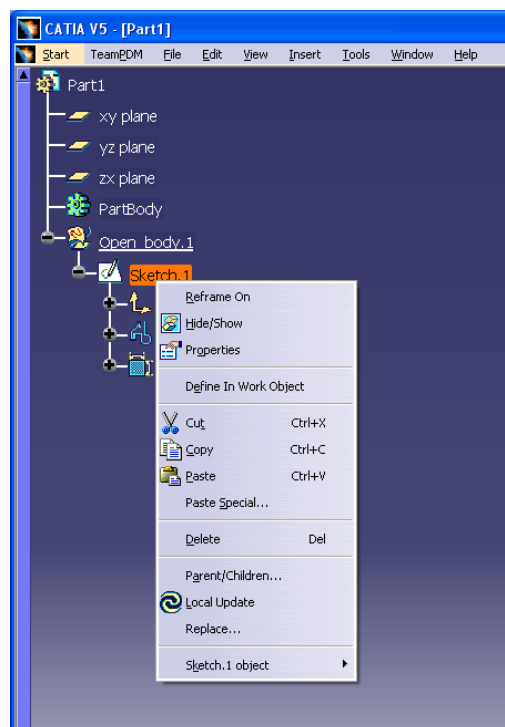 CATIA V5 - [Part1]
Start TeamPDM File Edit View Insert Tools Window Help
Part1
xy plane
yz plane
zx plane
PartBody
Open_body.1
Sketch.1
Reframe On
Hide/Show
Properties
Define In Work Object
Cut Ctrl+X
Copy Ctrl+C
Paste Ctrl+V
Paste Special...
Delete Del
Parent/Children...
Local Update
Replace...
Sketch.1 object